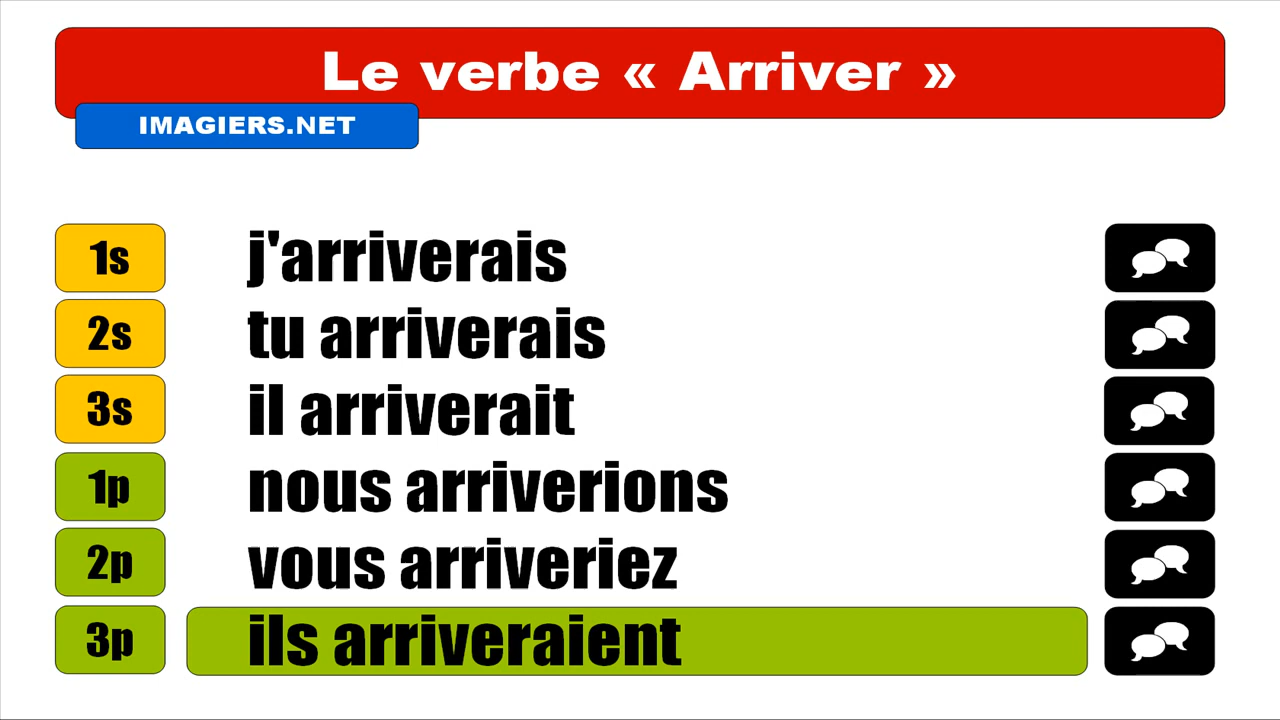 Le verbe « Arriver »
IMAGIERS.NET
1s j'arriverais
2s tu arriverais
3s il arriverait
1p nous arriverions
2p vous arriveriez
3p ils arriveraient